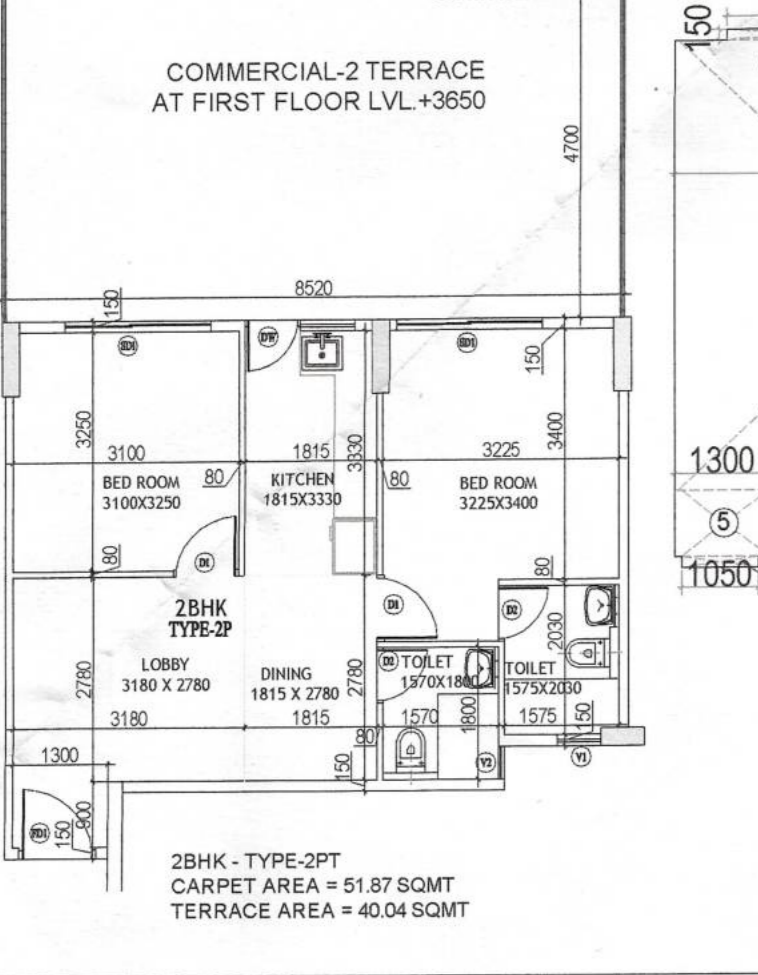 COMMERCIAL-2 TERRACE
AT FIRST FLOOR LVL.+3650
4700
150
8520
150
SD1
DW
SD1
150
3250
3330
3400
3100
1815
3225
1300
BED ROOM
3100X3250
80
KITCHEN
1815X3330
80
BED ROOM
3225X3400
5
80
D1
80
1050
2BHK
TYPE-2P
D1
D2
2030
LOBBY
3180 X 2780
2780
DINING
1815 X 2780
2780
D2
TOILET
1570X1800
TOILET
1575X2030
3180
1815
1570
1800
1575
150
80
1300
150
V2
V1
FD1
150
900
2BHK - TYPE-2PT
CARPET AREA = 51.87 SQMT
TERRACE AREA = 40.04 SQMT